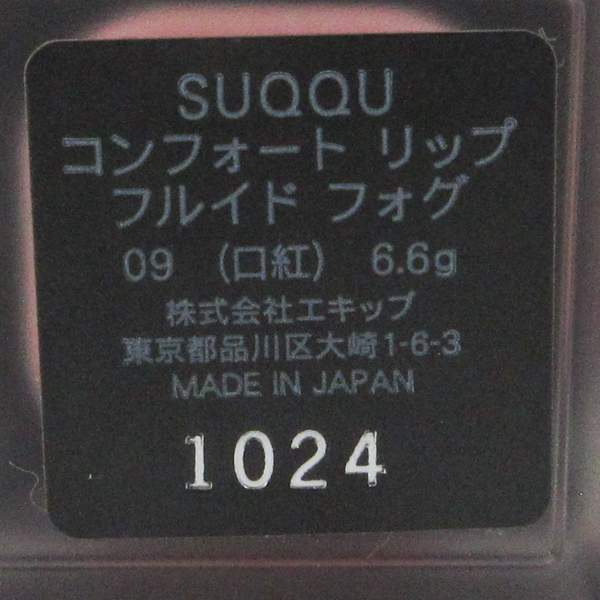 SUQQU
コンフォート リップ
フルイド フォグ
09 （口紅） 6.6g
株式会社エキップ
東京都品川区大崎1-6-3
MADE IN JAPAN
1024